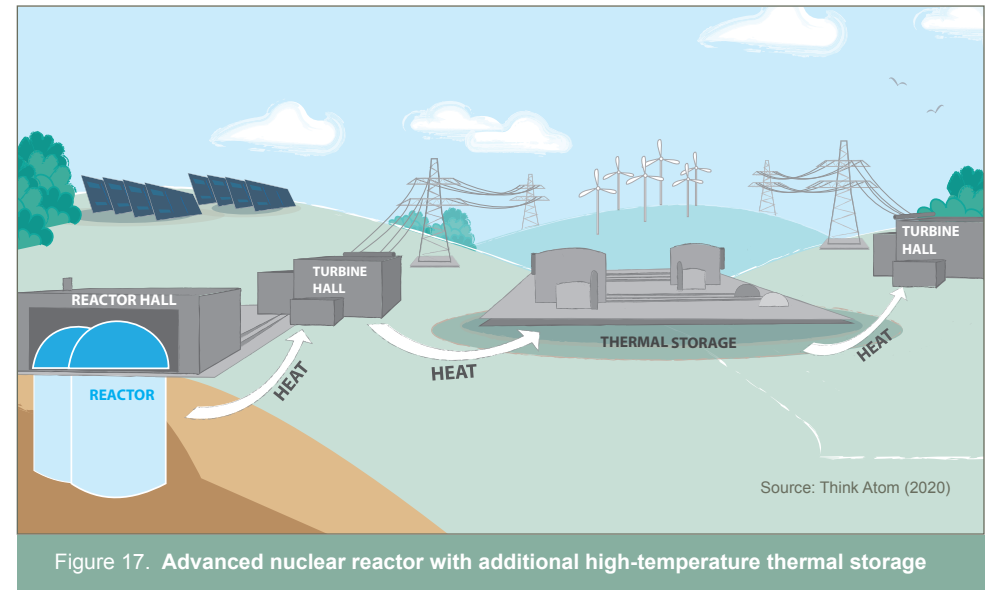 TURBINE
HALL
TURBINE
HALL
REACTOR HALL
THERMAL STORAGE
HEAT
HEAT
HEAT
REACTOR
Source: Think Atom (2020)
Figure 17. Advanced nuclear reactor with additional high-temperature thermal storage